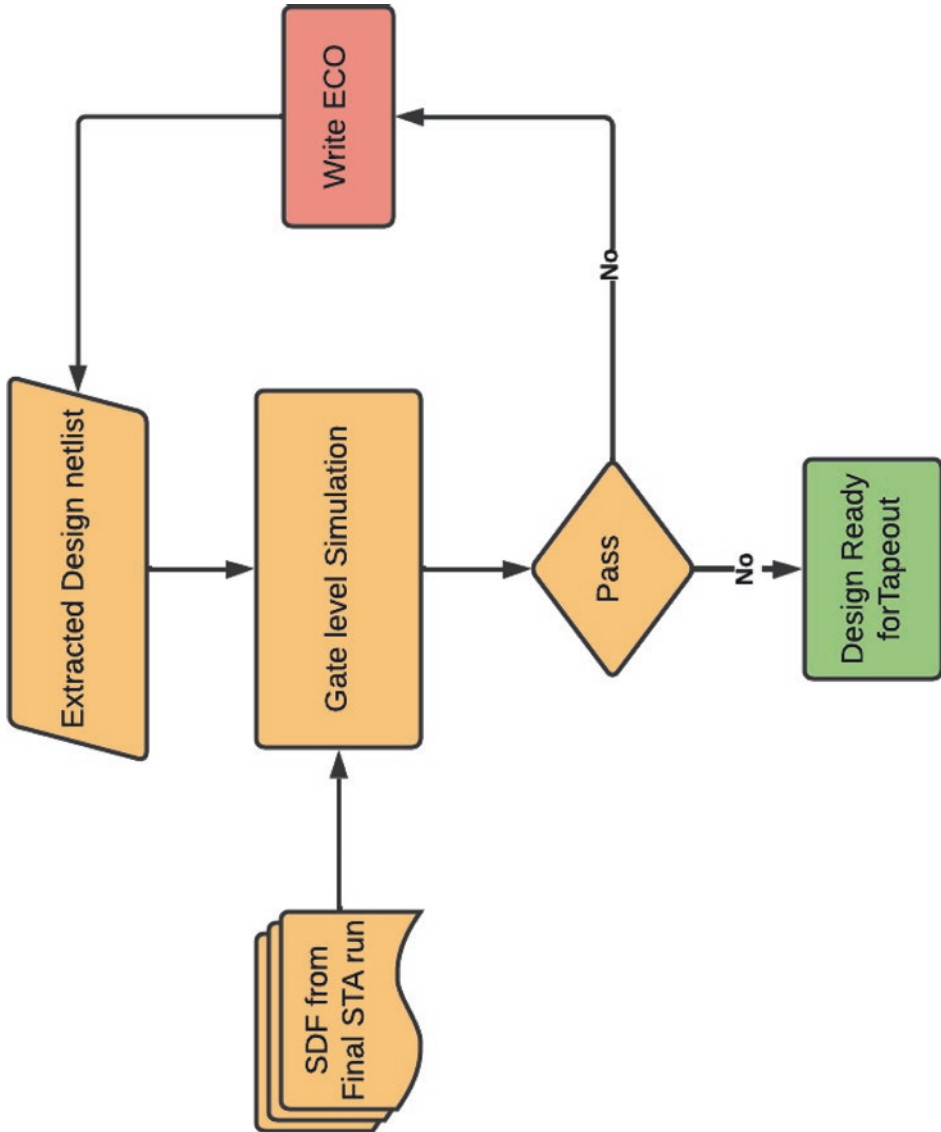 Extracted Design netlist
Write ECO
SDF from
Final STA run
Gate level Simulation
Pass
No
No
Design Ready
forTapeout